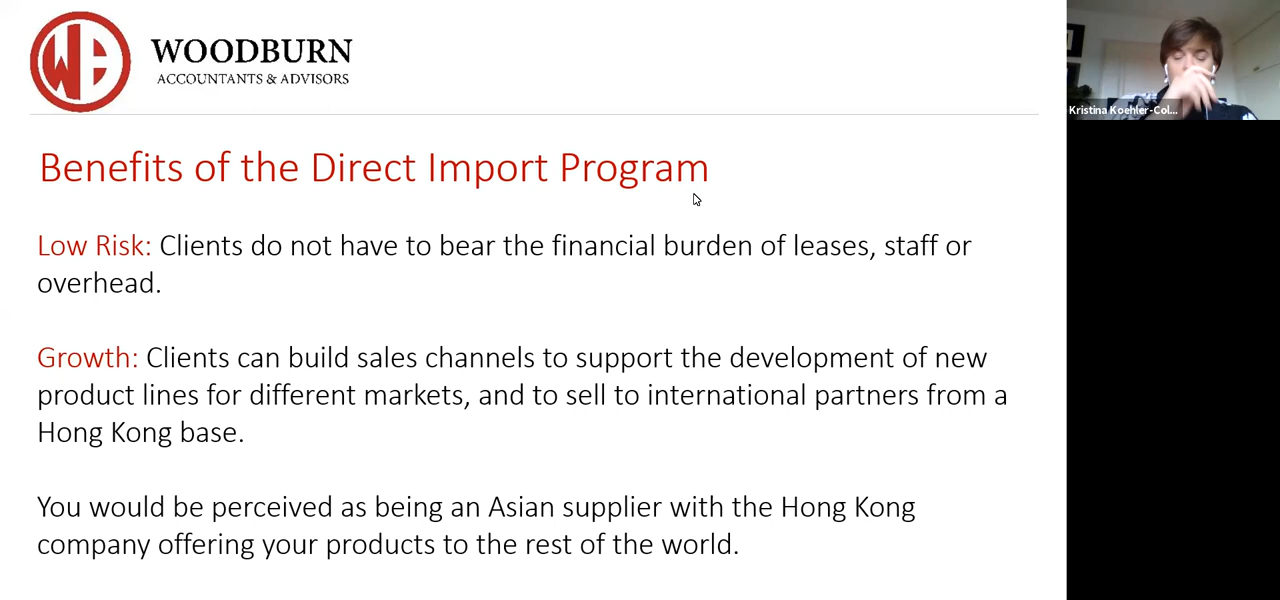 WOODBURN
ACCOUNTANTS & ADVISORS
Kristina Koehler-Col...
Benefits of the Direct Import Program
Low Risk: Clients do not have to bear the financial burden of leases, staff or
overhead.
Growth: Clients can build sales channels to support the development of new
product lines for different markets, and to sell to international partners from a
Hong Kong base.
You would be perceived as being an Asian supplier with the Hong Kong
company offering your products to the rest of the world.